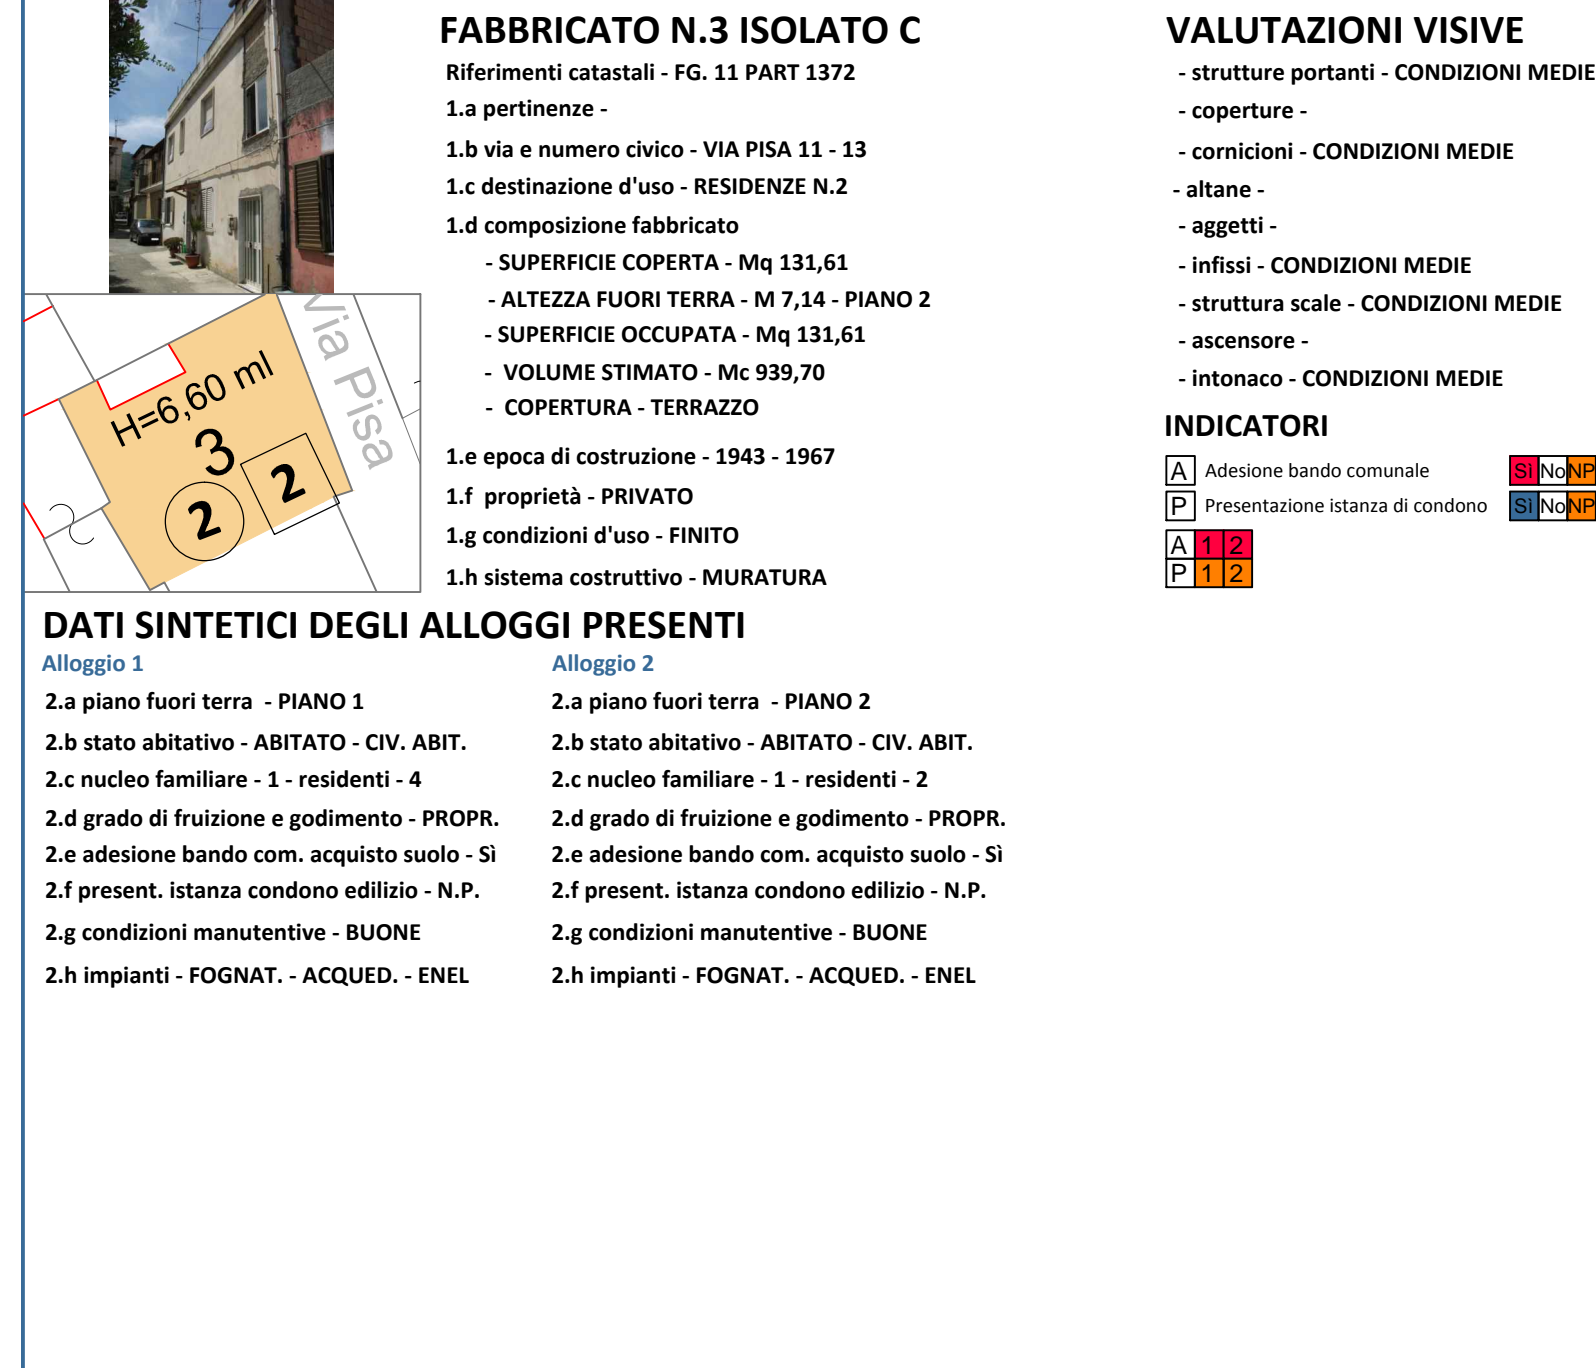 FABBRICATO N.3 ISOLATO C
Riferimenti catastali - FG. 11 PART 1372
1.a pertinenze -
1.b via e numero civico - VIA PISA 11 - 13
1.c destinazione d'uso - RESIDENZE N.2
1.d composizione fabbricato
- SUPERFICIE COPERTA - Mq 131,61
- ALTEZZA FUORI TERRA - M 7,14 - PIANO 2
- SUPERFICIE OCCUPATA - Mq 131,61
- VOLUME STIMATO - Mc 939,70
- COPERTURA - TERRAZZO
1.e epoca di costruzione - 1943 - 1967
1.f proprietà - PRIVATO
1.g condizioni d'uso - FINITO
1.h sistema costruttivo - MURATURA
VALUTAZIONI VISIVE
- strutture portanti - CONDIZIONI MEDIE
- coperture -
- cornicioni - CONDIZIONI MEDIE
- altane -
- aggetti -
- infissi - CONDIZIONI MEDIE
- struttura scale - CONDIZIONI MEDIE
- ascensore -
- intonaco - CONDIZIONI MEDIE
INDICATORI
A Adesione bando comunale Sì No NP
P Presentazione istanza di condono Sì No NP
A 1 2
P 1 2
Via Pisa
H=6,60 ml
3
2 2
DATI SINTETICI DEGLI ALLOGGI PRESENTI
Alloggio 1
2.a piano fuori terra - PIANO 1
2.b stato abitativo - ABITATO - CIV. ABIT.
2.c nucleo familiare - 1 - residenti - 4
2.d grado di fruizione e godimento - PROPR.
2.e adesione bando com. acquisto suolo - Sì
2.f present. istanza condono edilizio - N.P.
2.g condizioni manutentive - BUONE
2.h impianti - FOGNAT. - ACQUED. - ENEL
Alloggio 2
2.a piano fuori terra - PIANO 2
2.b stato abitativo - ABITATO - CIV. ABIT.
2.c nucleo familiare - 1 - residenti - 2
2.d grado di fruizione e godimento - PROPR.
2.e adesione bando com. acquisto suolo - Sì
2.f present. istanza condono edilizio - N.P.
2.g condizioni manutentive - BUONE
2.h impianti - FOGNAT. - ACQUED. - ENEL